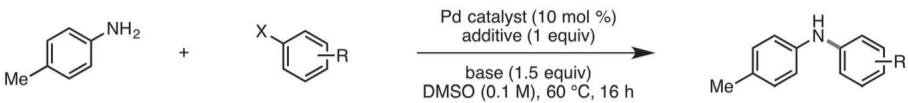 NH2
Me
+
X
R
Pd catalyst (10 mol %)
additive (1 equiv)
base (1.5 equiv)
DMSO (0.1 M), 60 °C, 16 h
H
N
R
Me